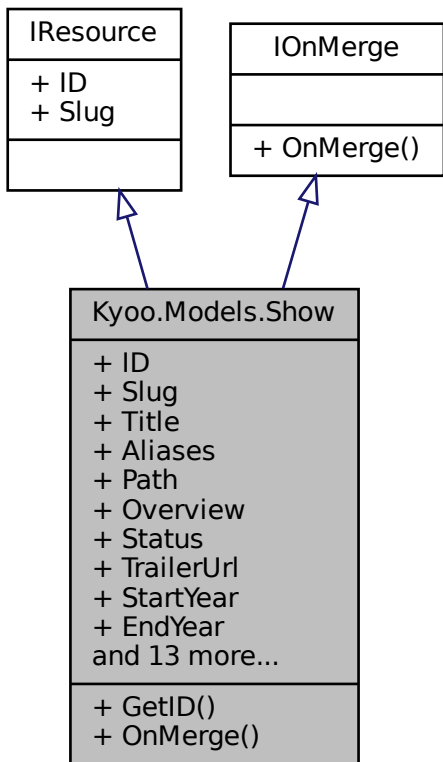 IResource
+ ID
+ Slug
IOnMerge
+ OnMerge()
Kyoo.Models.Show
+ ID
+ Slug
+ Title
+ Aliases
+ Path
+ Overview
+ Status
+ TrailerUrl
+ StartYear
+ EndYear
and 13 more...
+ GetID()
+ OnMerge()